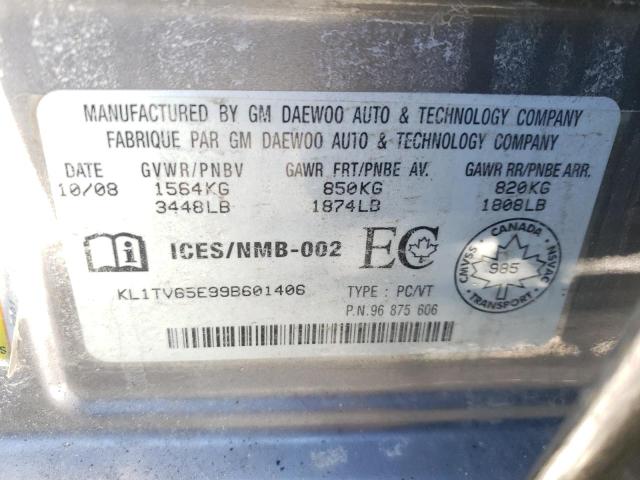 MANUFACTURED BY GM DAEWOO AUTO & TECHNOLOGY COMPANY
FABRIQUE PAR GM DAEWOO AUTO & TECHNOLOGY COMPANY
DATE GVWR/PNBV GAWR FRT/PNBE AV. GAWR RR/PNBE ARR.
10/08 1564KG 850KG 820KG
3448LB 1874LB 1808LB
ICES/NMB-002 EC
CANADA
CMVSS 985 NSVAC
TRANSPORT
KL1TV65E99B601406 TYPE : PC/VT
P.N.96 875 606
S